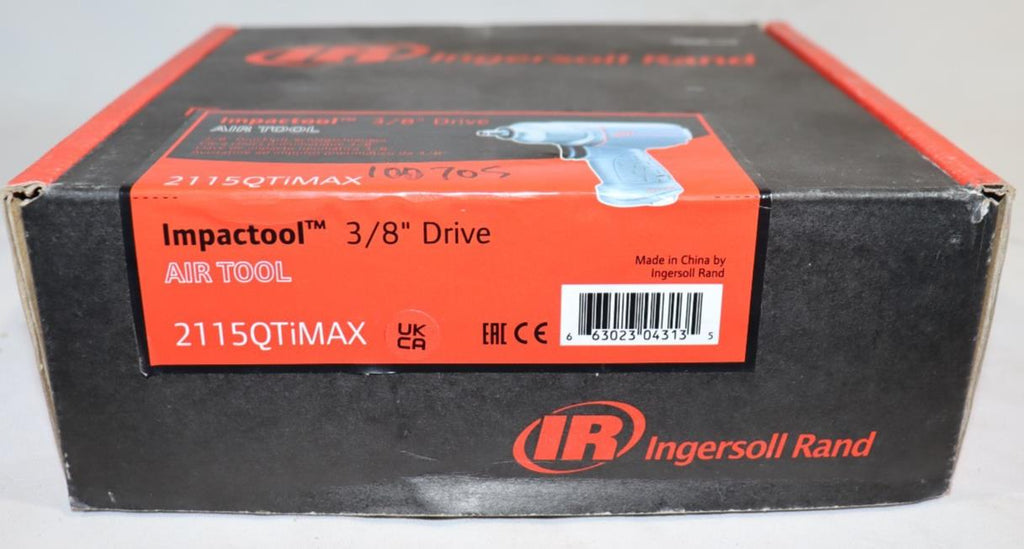 IR Ingersoll Rand
Impactool™ 3/8" Drive
AIR TOOL
2115QTiMAX
100705
Impactool™ 3/8" Drive
AIR TOOL
Made in China by
Ingersoll Rand
2115QTiMAX
UK
CA
EAC CE
6 63023 04313 5
IR Ingersoll Rand